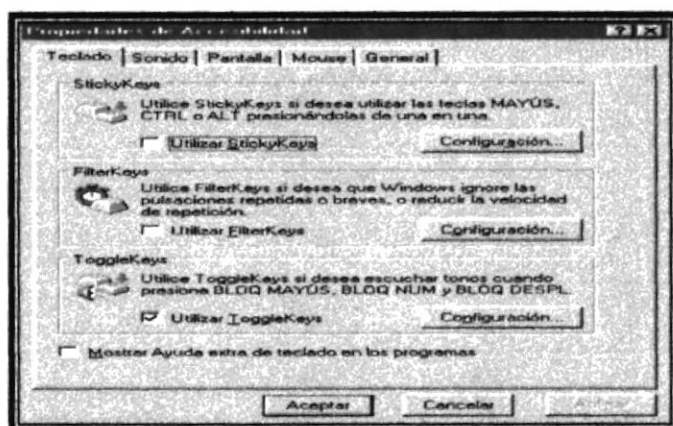 Propiedades de Accesibilidad
Teclado Sonido Pantalla Mouse General
StickyKeys
Utilice StickyKeys si desea utilizar las teclas MAYÚS,
CTRL o ALT presionándolas de una en una.
Utilizar StickyKeys Configuración...
FilterKeys
Utilice FilterKeys si desea que Windows ignore las
pulsaciones repetidas o breves, o reducir la velocidad
de repetición.
Utilizar FilterKeys Configuración...
ToggleKeys
Utilice ToggleKeys si desea escuchar tonos cuando
presiona BLOQ MAYÚS, BLOQ NUM y BLOQ DESPL.
Utilizar ToggleKeys Configuración...
Mostrar Ayuda extra de teclado en los programas
Aceptar Cancelar